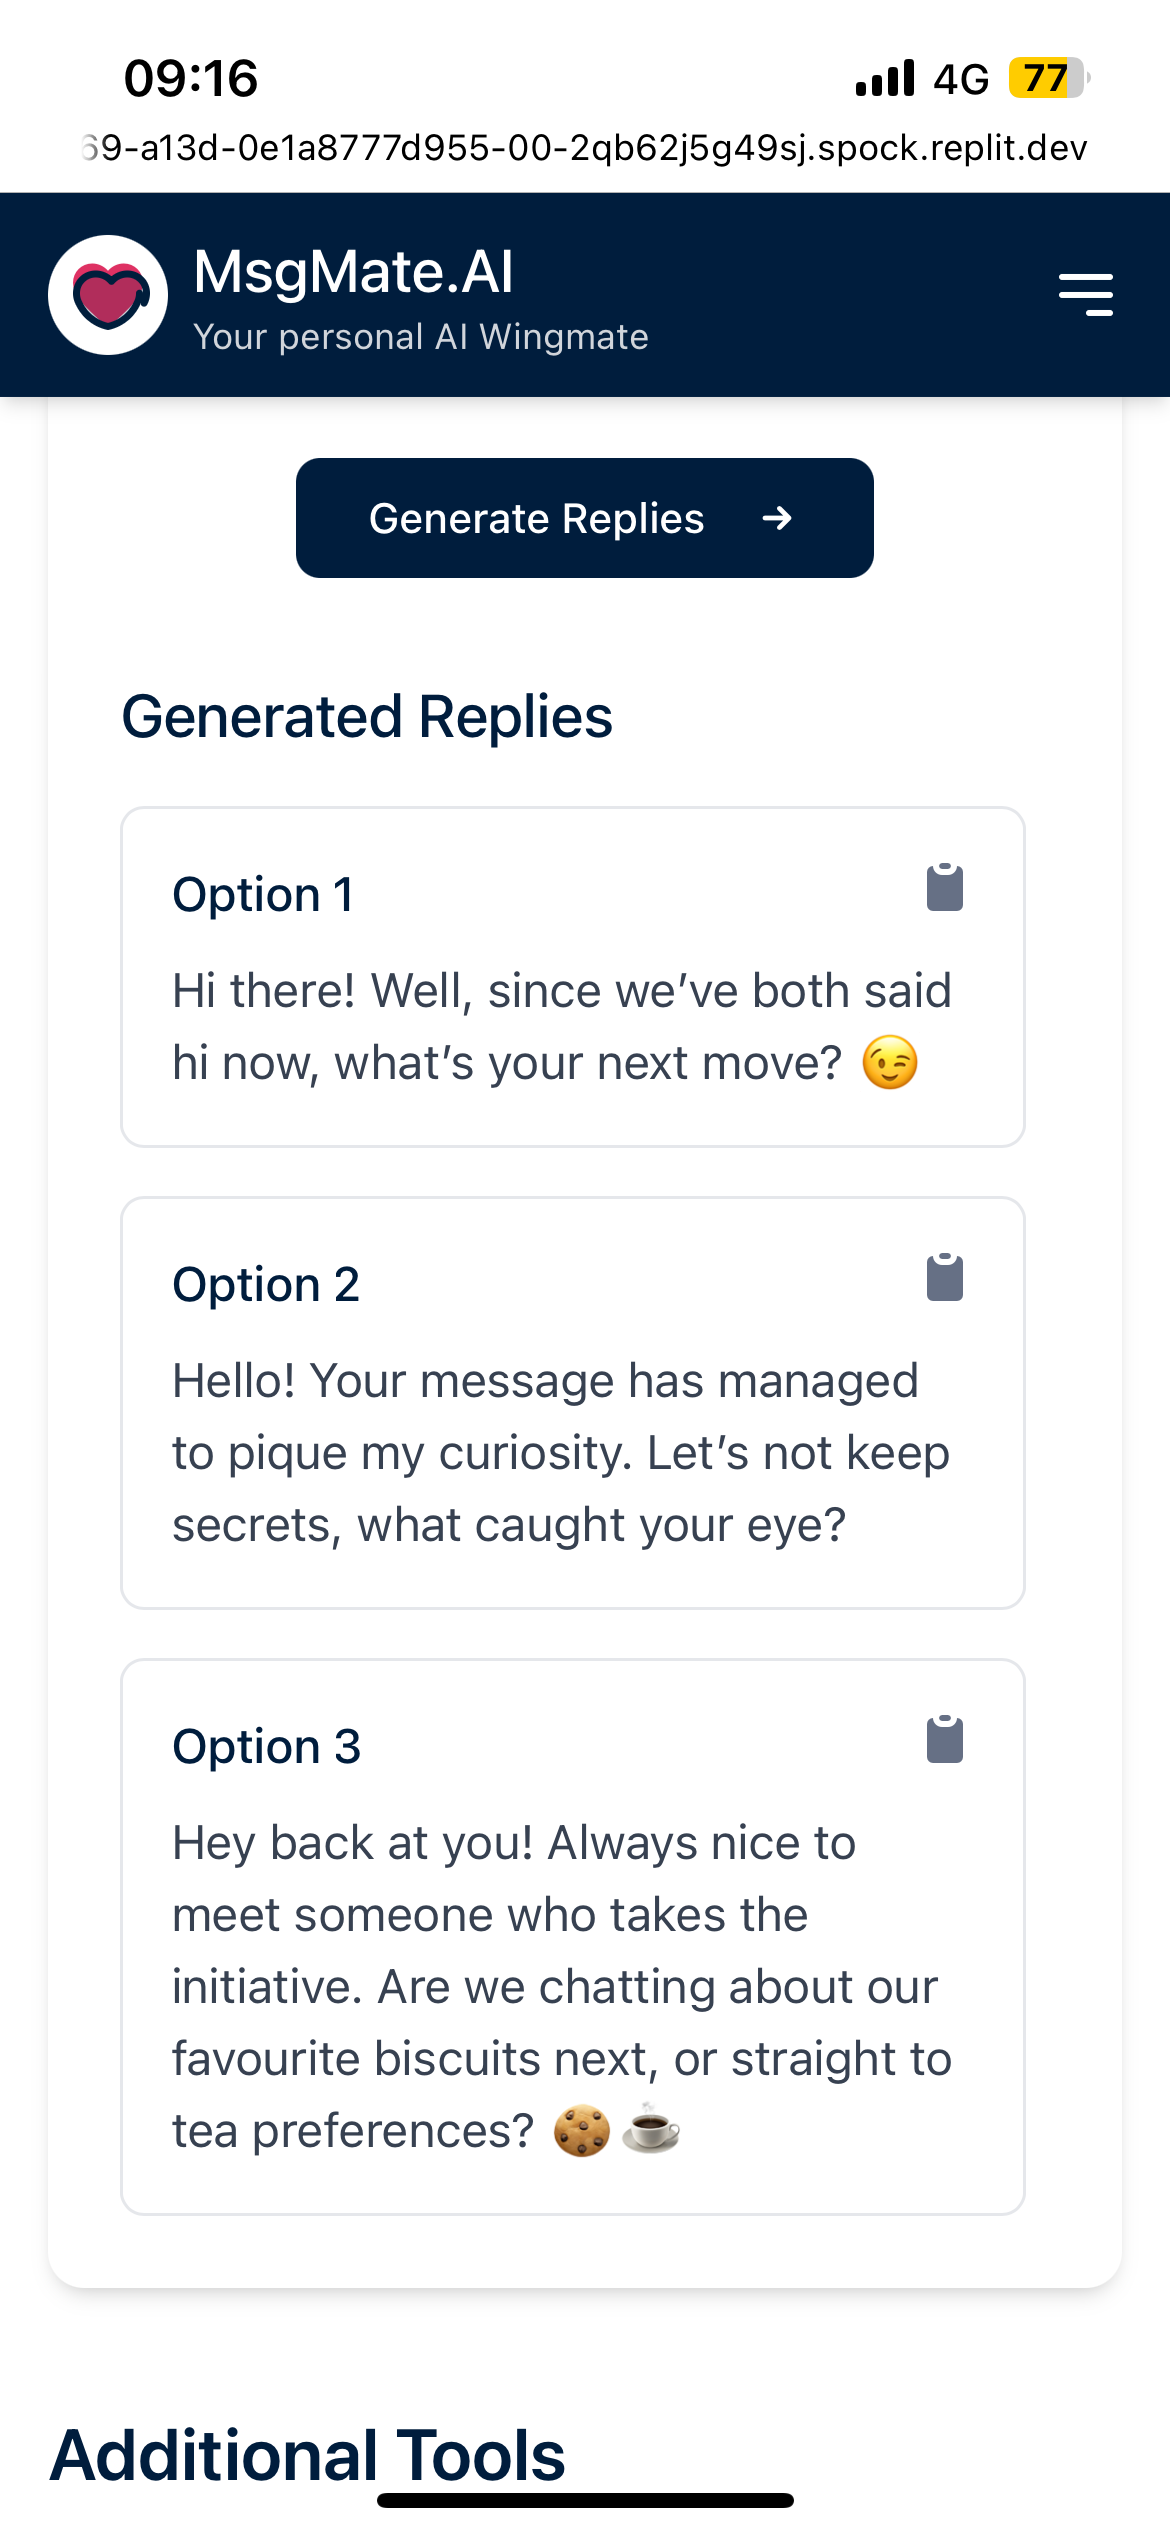 09:16
4G 77
69-a13d-0e1a8777d955-00-2qb62j5g49sj.spock.replit.dev
MsgMate.AI
Your personal AI Wingmate
Generate Replies →
Generated Replies
Option 1
Hi there! Well, since we’ve both said
hi now, what’s your next move? 😉
Option 2
Hello! Your message has managed
to pique my curiosity. Let’s not keep
secrets, what caught your eye?
Option 3
Hey back at you! Always nice to
meet someone who takes the
initiative. Are we chatting about our
favourite biscuits next, or straight to
tea preferences? 🍪☕
Additional Tools